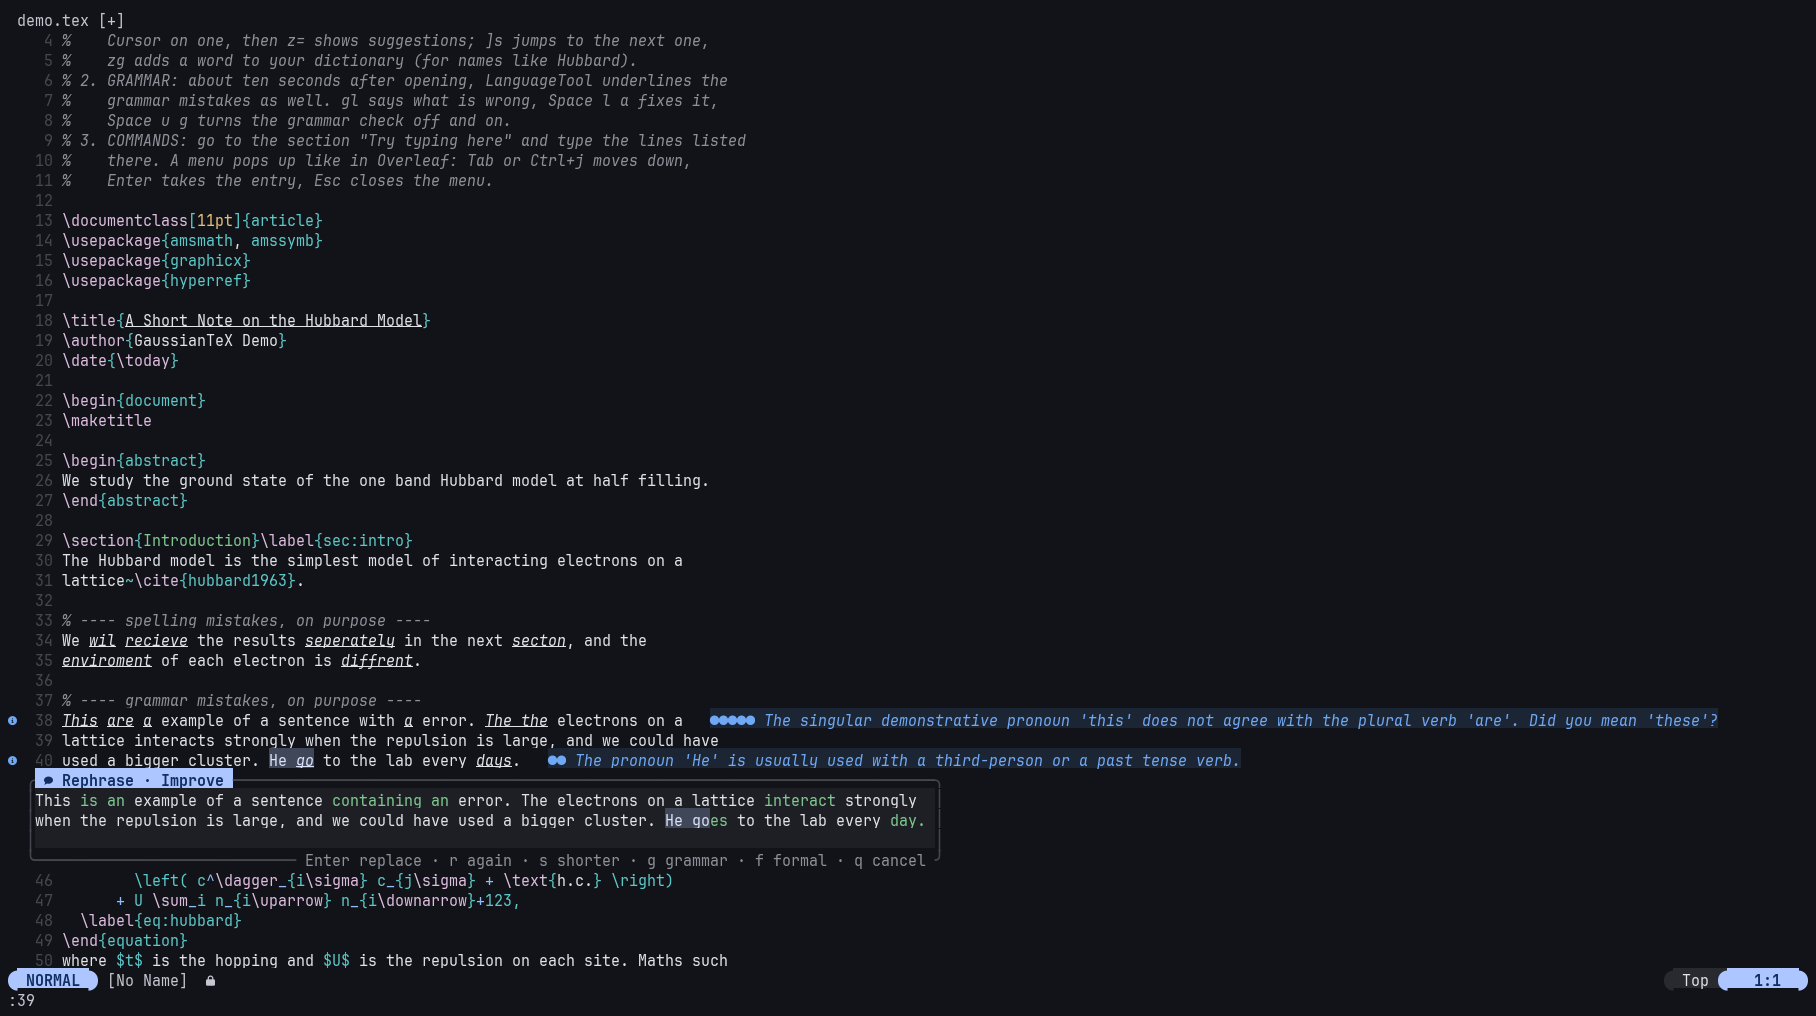 demo.tex [+]
4 %    Cursor on one, then z= shows suggestions; ]s jumps to the next one,
5 %    zg adds a word to your dictionary (for names like Hubbard).
6 % 2. GRAMMAR: about ten seconds after opening, LanguageTool underlines the
7 %    grammar mistakes as well. gl says what is wrong, Space l a fixes it,
8 %    Space u g turns the grammar check off and on.
9 % 3. COMMANDS: go to the section "Try typing here" and type the lines listed
10 %    there. A menu pops up like in Overleaf: Tab or Ctrl+j moves down,
11 %    Enter takes the entry, Esc closes the menu.
12
13 \documentclass[11pt]{article}
14 \usepackage{amsmath, amssymb}
15 \usepackage{graphicx}
16 \usepackage{hyperref}
17
18 \title{A Short Note on the Hubbard Model}
19 \author{GaussianTeX Demo}
20 \date{\today}
21
22 \begin{document}
23 \maketitle
24
25 \begin{abstract}
26 We study the ground state of the one band Hubbard model at half filling.
27 \end{abstract}
28
29 \section{Introduction}\label{sec:intro}
30 The Hubbard model is the simplest model of interacting electrons on a
31 lattice~\cite{hubbard1963}.
32
33 % ---- spelling mistakes, on purpose ----
34 We wil recieve the results seperately in the next secton, and the
35 enviroment of each electron is diffrent.
36
37 % ---- grammar mistakes, on purpose ----
38 This are a example of a sentence with a error. The the electrons on a   ●●●●● The singular demonstrative pronoun 'this' does not agree with the plural verb 'are'. Did you mean 'these'?
39 lattice interacts strongly when the repulsion is large, and we could have
40 used a bigger cluster. He go to the lab every days.   ●● The pronoun 'He' is usually used with a third-person or a past tense verb.
Rephrase · Improve
This is an example of a sentence containing an error. The electrons on a lattice interact strongly
when the repulsion is large, and we could have used a bigger cluster. He goes to the lab every day.
Enter replace · r again · s shorter · g grammar · f formal · q cancel
46         \left( c^\dagger_{i\sigma} c_{j\sigma} + \text{h.c.} \right)
47       + U \sum_i n_{i\uparrow} n_{i\downarrow}+123,
48   \label{eq:hubbard}
49 \end{equation}
50 where $t$ is the hopping and $U$ is the repulsion on each site. Maths such
NORMAL [No Name] Top 1:1
:39